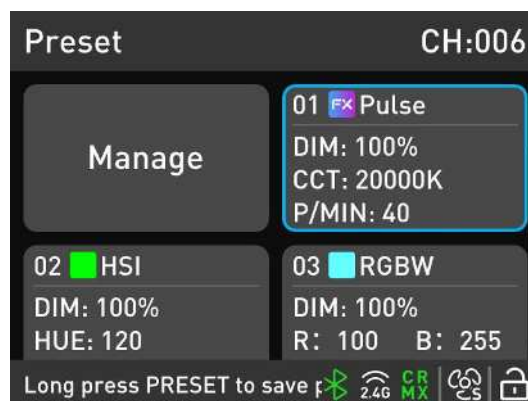 Preset CH:006
Manage
01 FX Pulse
DIM: 100%
CCT: 20000K
P/MIN: 40
02 HSI
DIM: 100%
HUE: 120
03 RGBW
DIM: 100%
R: 100 B: 255
Long press PRESET to save
2.4G
CR
MX
S